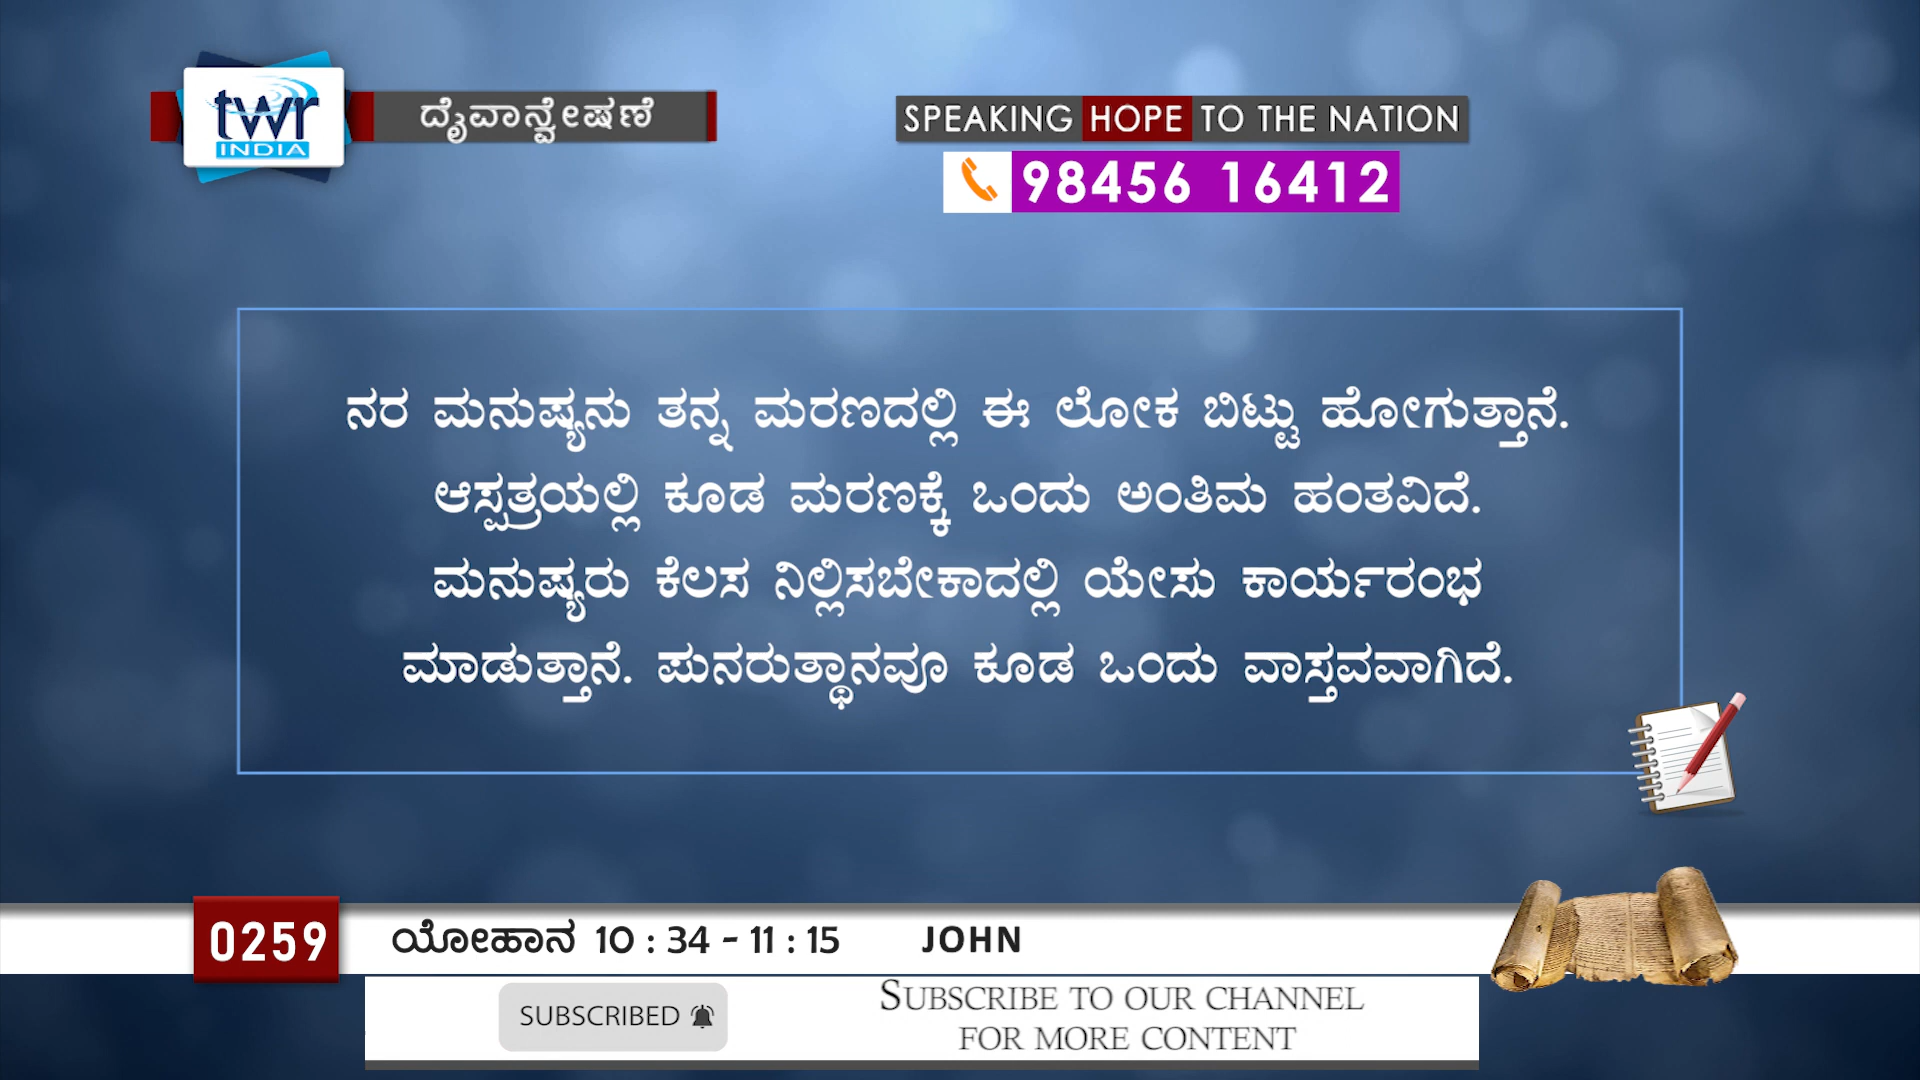 twr
INDIA
ದೈವಾನ್ವೇಷಣೆ
SPEAKING HOPE TO THE NATION
98456 16412
ನರ ಮನುಷ್ಯನು ತನ್ನ ಮರಣದಲ್ಲಿ ಈ ಲೋಕ ಬಿಟ್ಟು ಹೋಗುತ್ತಾನೆ.
ಆಸ್ಪತ್ರಯಲ್ಲಿ ಕೂಡ ಮರಣಕ್ಕೆ ಒಂದು ಅಂತಿಮ ಹಂತವಿದೆ.
ಮನುಷ್ಯರು ಕೆಲಸ ನಿಲ್ಲಿಸಬೇಕಾದಲ್ಲಿ ಯೇಸು ಕಾರ್ಯರಂಭ
ಮಾಡುತ್ತಾನೆ. ಪುನರುತ್ಥಾನವೂ ಕೂಡ ಒಂದು ವಾಸ್ತವವಾಗಿದೆ.
0259 ಯೋಹಾನ 10 : 34 - 11 : 15 JOHN
SUBSCRIBED
SUBSCRIBE TO OUR CHANNEL
FOR MORE CONTENT